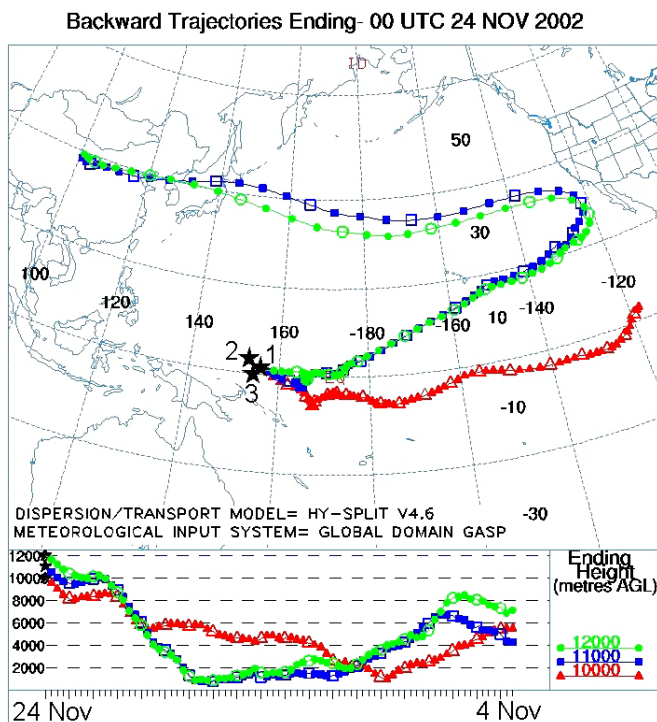 Backward Trajectories Ending- 00 UTC 24 NOV 2002
ID
50
30
100
120
140
160
-180
-160
10
-140
-120
2
1
3
-10
-30
DISPERSION/TRANSPORT MODEL= HY-SPLIT V4.6
METEOROLOGICAL INPUT SYSTEM= GLOBAL DOMAIN GASP
12000
10000
8000
6000
4000
2000
Ending
Height
(metres AGL)
12000
11000
10000
24 Nov
4 Nov